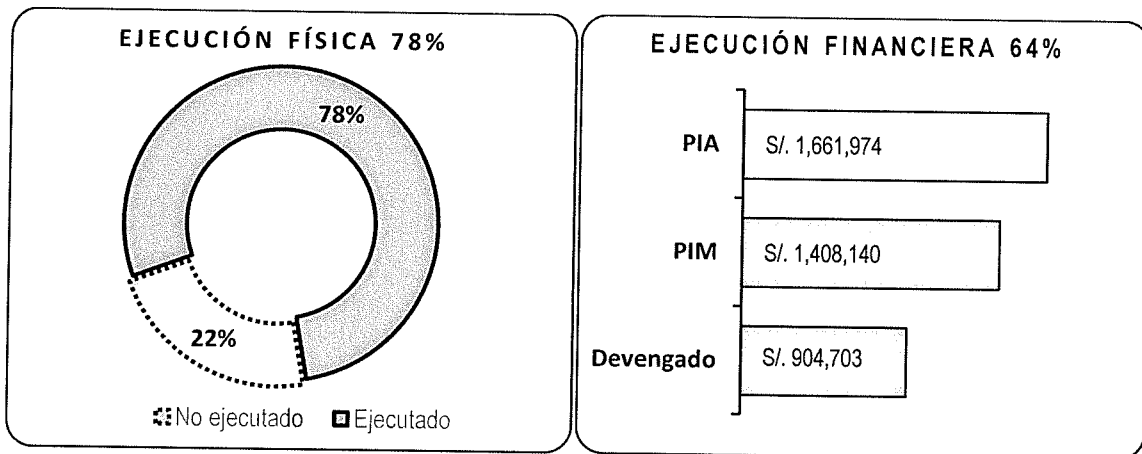 EJECUCIÓN FÍSICA 78%
78%
22%
No ejecutado Ejecutado
EJECUCIÓN FINANCIERA 64%
PIA S/. 1,661,974
PIM S/. 1,408,140
Devengado S/. 904,703